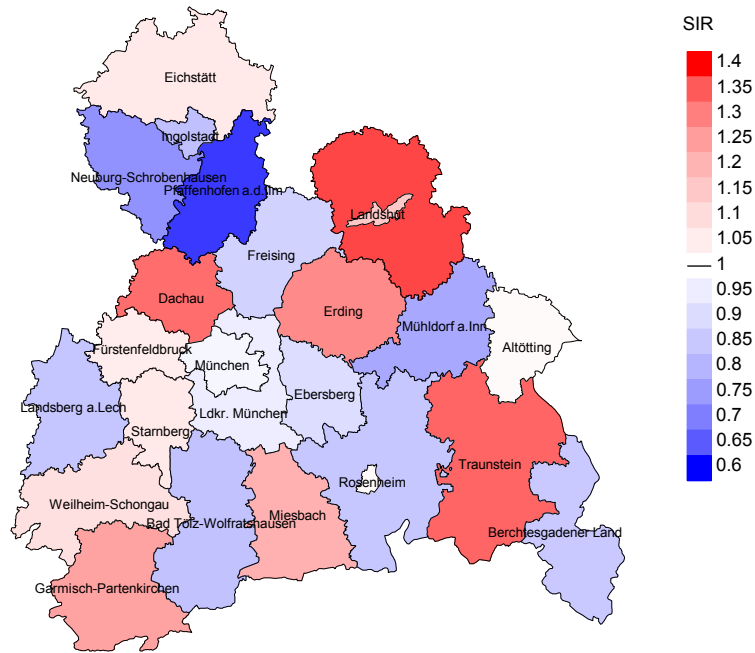 SIR
1.4
1.35
1.3
1.25
1.2
1.15
1.1
1.05
1
0.95
0.9
0.85
0.8
0.75
0.7
0.65
0.6
Eichstätt
Ingolstadt
Neuburg-Schrobenhausen
Pfaffenhofen a.d.Ilm
Landshut
Freising
Dachau
Erding
Mühldorf a.Inn
Altötting
Fürstenfeldbruck
München
Ebersberg
Landsberg a.Lech
Ldkr. München
Starnberg
Traunstein
Rosenheim
Weilheim-Schongau
Miesbach
Bad Tölz-Wolfratshausen
Berchtesgadener Land
Garmisch-Partenkirchen